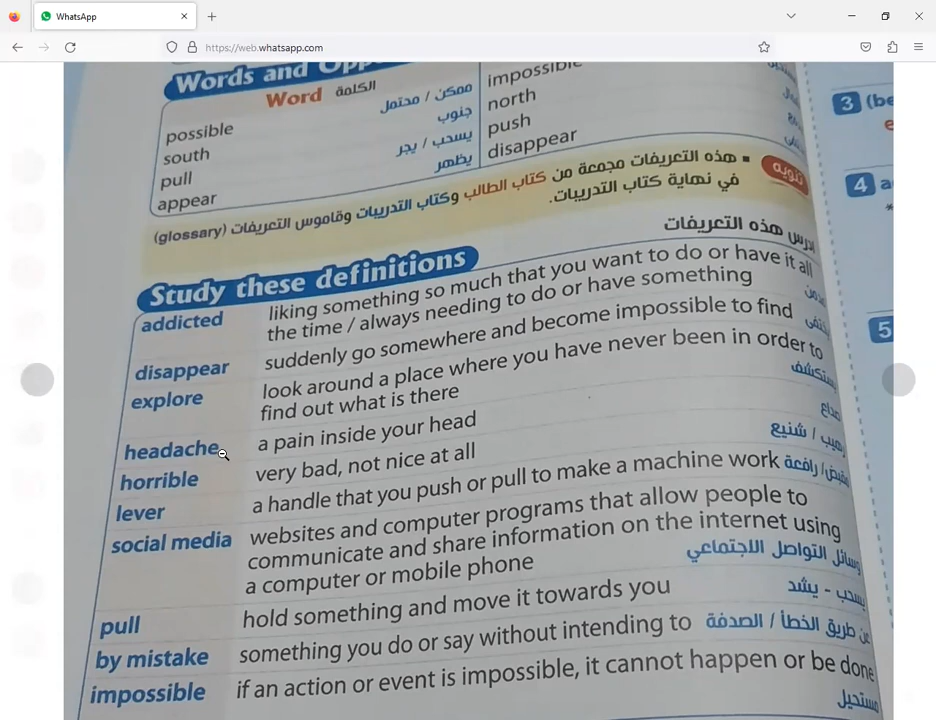 WhatsApp
https://web.whatsapp.com
Words and
Word الكلمة
possible ممكن / محتمل impossible
south جنوب north
pull يسحب / يجر push
appear يظهر disappear
تنويه
▪ هذه التعريفات مجمعة من كتاب الطالب وكتاب التدريبات وقاموس التعريفات (glossary)
في نهاية كتاب التدريبات.
ادرس هذه التعريفات
Study these definitions
addicted liking something so much that you want to do or have it all
the time / always needing to do or have something
disappear suddenly go somewhere and become impossible to find
explore look around a place where you have never been in order to
find out what is there يستكشف
headache a pain inside your head صداع
horrible very bad, not nice at all رهيب / شنيع
lever a handle that you push or pull to make a machine work مقبض/ رافعة
social media websites and computer programs that allow people to
communicate and share information on the internet using
a computer or mobile phone وسائل التواصل الاجتماعي
pull hold something and move it towards you يسحب - يشد
by mistake something you do or say without intending to عن طريق الخطأ / الصدفة
impossible if an action or event is impossible, it cannot happen or be done
مستحيل
3 (be
4 a
*
5